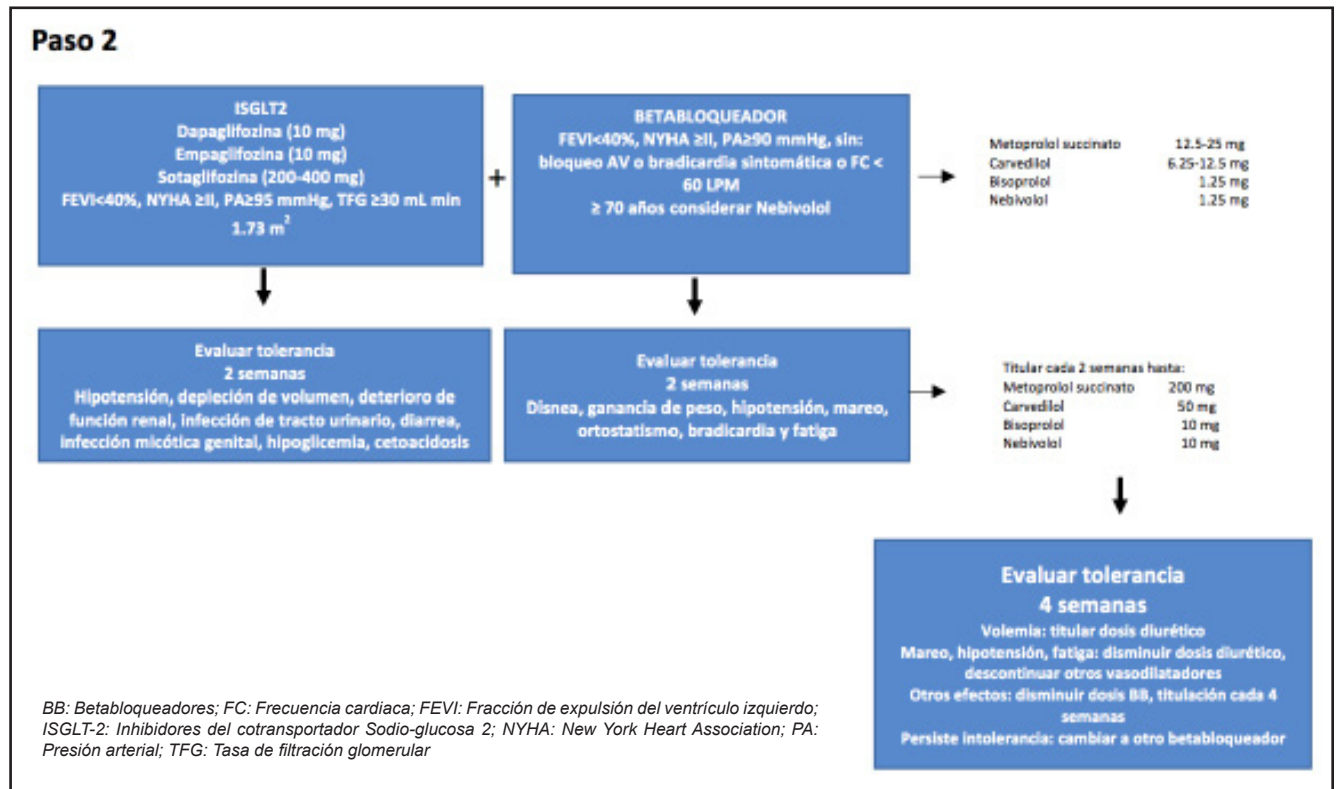 Paso 2
ISGLT2
Dapaglifozina (10 mg)
Empaglifozina (10 mg)
Sotaglifozina (200-400 mg)
FEVI<40%, NYHA ≥II, PA≥95 mmHg, TFG ≥30 mL min
1.73 m²
+
BETABLOQUEADOR
FEVI<40%, NYHA ≥II, PA≥90 mmHg, sin:
bloqueo AV o bradicardia sintomática o FC <
60 LPM
≥ 70 años considerar Nebivolol
Metoprolol succinato 12.5-25 mg
Carvedilol 6.25-12.5 mg
Bisoprolol 1.25 mg
Nebivolol 1.25 mg
Evaluar tolerancia
2 semanas
Hipotensión, depleción de volumen, deterioro de
función renal, infección de tracto urinario, diarrea,
infección micótica genital, hipoglicemia, cetoacidosis
Evaluar tolerancia
2 semanas
Disnea, ganancia de peso, hipotensión, mareo,
ortostatismo, bradicardia y fatiga
Titular cada 2 semanas hasta:
Metoprolol succinato 200 mg
Carvedilol 50 mg
Bisoprolol 10 mg
Nebivolol 10 mg
Evaluar tolerancia
4 semanas
Volemia: titular dosis diurético
Mareo, hipotensión, fatiga: disminuir dosis diurético,
descontinuar otros vasodilatadores
Otros efectos: disminuir dosis BB, titulación cada 4
semanas
Persiste intolerancia: cambiar a otro betabloqueador
BB: Betabloqueadores; FC: Frecuencia cardiaca; FEVI: Fracción de expulsión del ventrículo izquierdo;
ISGLT-2: Inhibidores del cotransportador Sodio-glucosa 2; NYHA: New York Heart Association; PA:
Presión arterial; TFG: Tasa de filtración glomerular